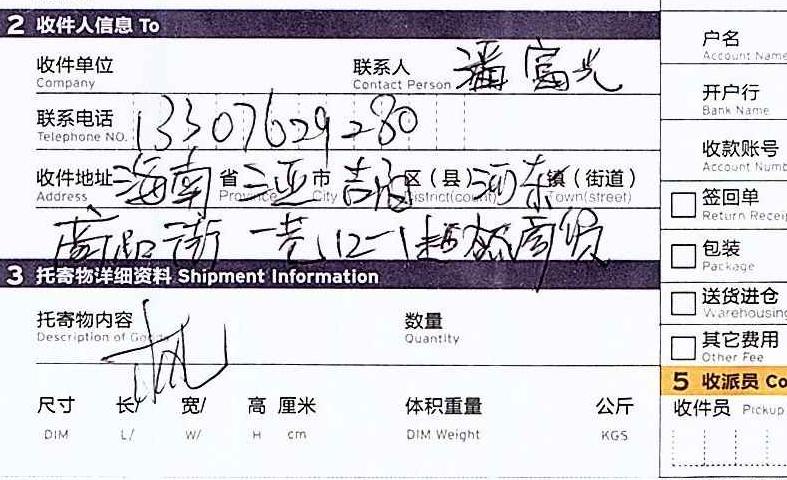 2 收件人信息 To
收件单位 联系人 潘富光 户名
Company Contact Person Account Name
联系电话 13307629280 开户行
Telephone NO. Bank Name
收件地址 海南 省 三亚 市 吉阳 区(县) 河东 镇(街道) 收款账号
Address Province City District(county) Town(street) Account Numb
商品街 一巷12-1 商贸 签回单
Return Receip
3 托寄物详细资料 Shipment Information 包装
Package
托寄物内容 数量 送货进仓
Description of Goods Quantity Warehousing
其它费用
Other Fee
5 收派员 Co
尺寸 长/ 宽/ 高 厘米 体积重量 公斤 收件员 Pickup
DIM L/ W/ H cm DIM Weight KGS